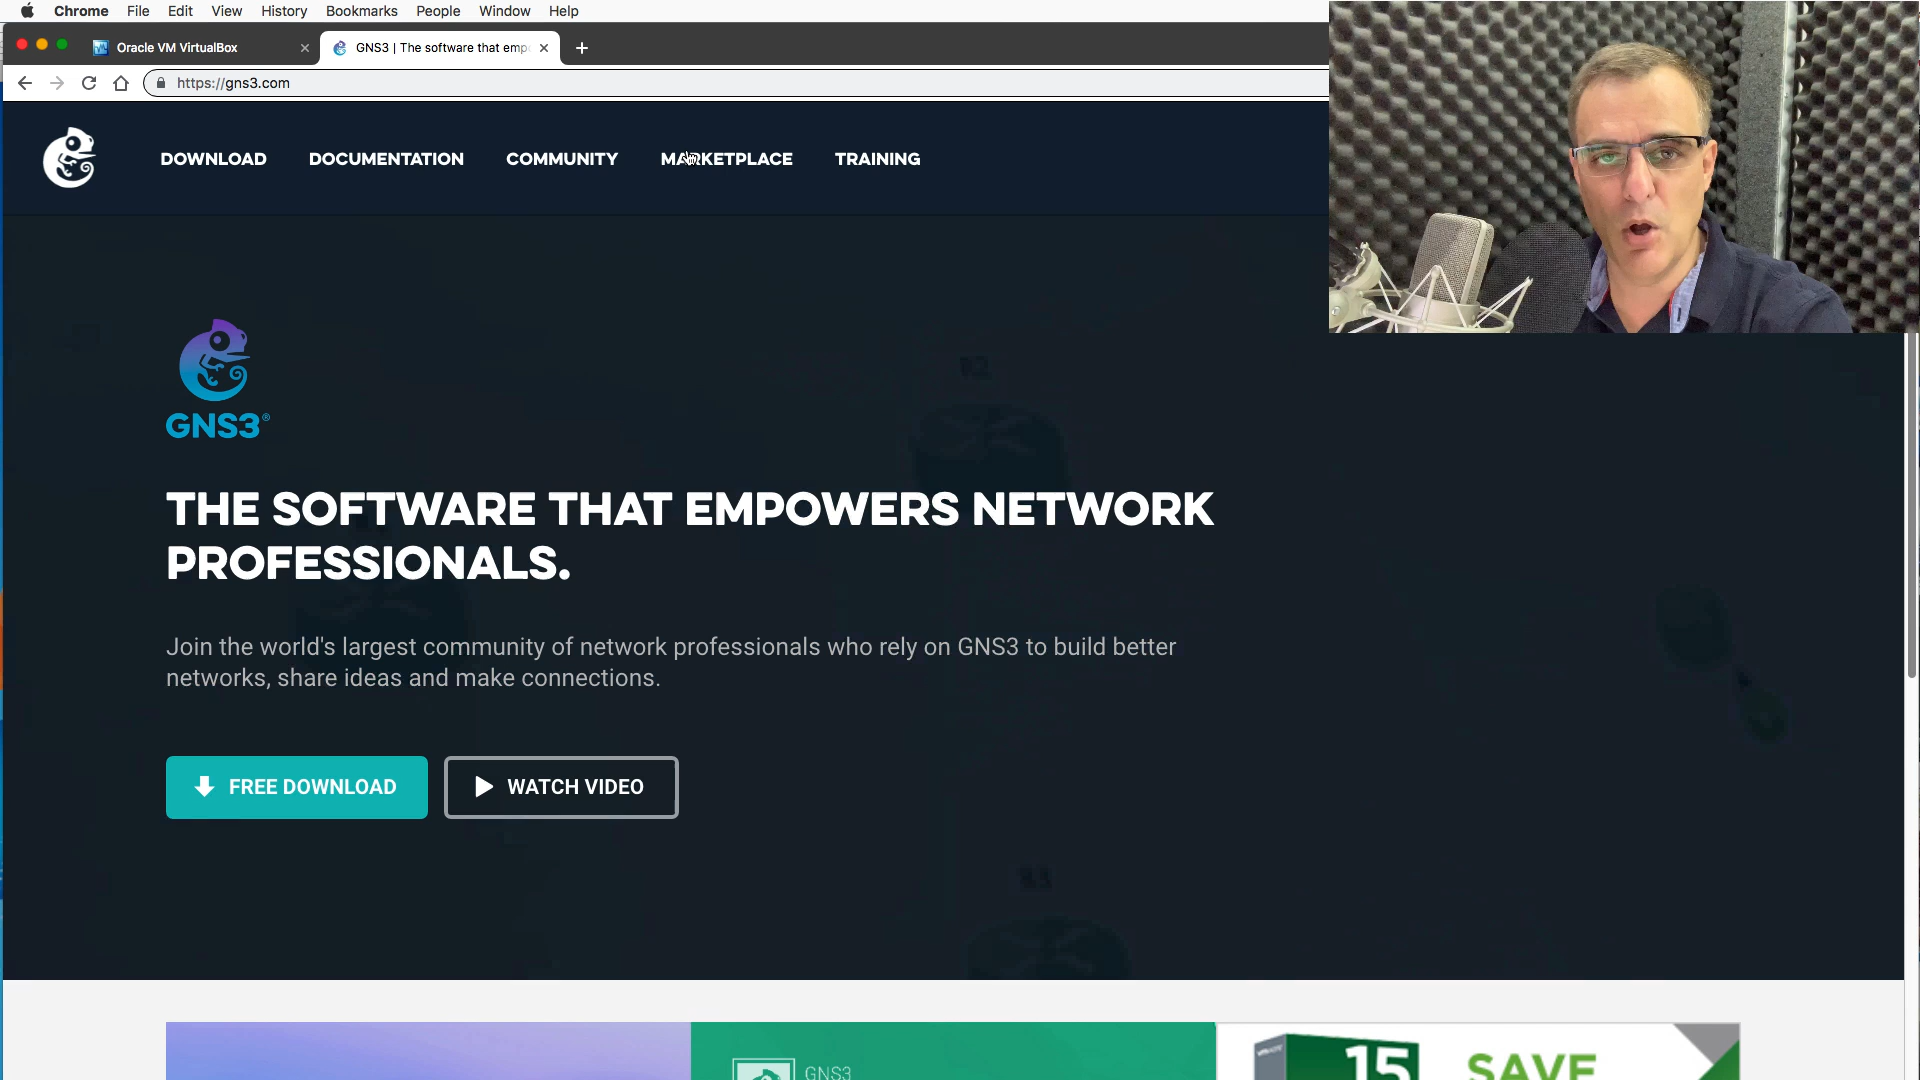 Chrome File Edit View History Bookmarks People Window Help
Oracle VM VirtualBox
GNS3 | The software that emp
https://gns3.com
DOWNLOAD DOCUMENTATION COMMUNITY MARKETPLACE TRAINING
GNS3®
THE SOFTWARE THAT EMPOWERS NETWORK
PROFESSIONALS.
Join the world's largest community of network professionals who rely on GNS3 to build better
networks, share ideas and make connections.
FREE DOWNLOAD
WATCH VIDEO
GNS3
vmware
15
SAVE